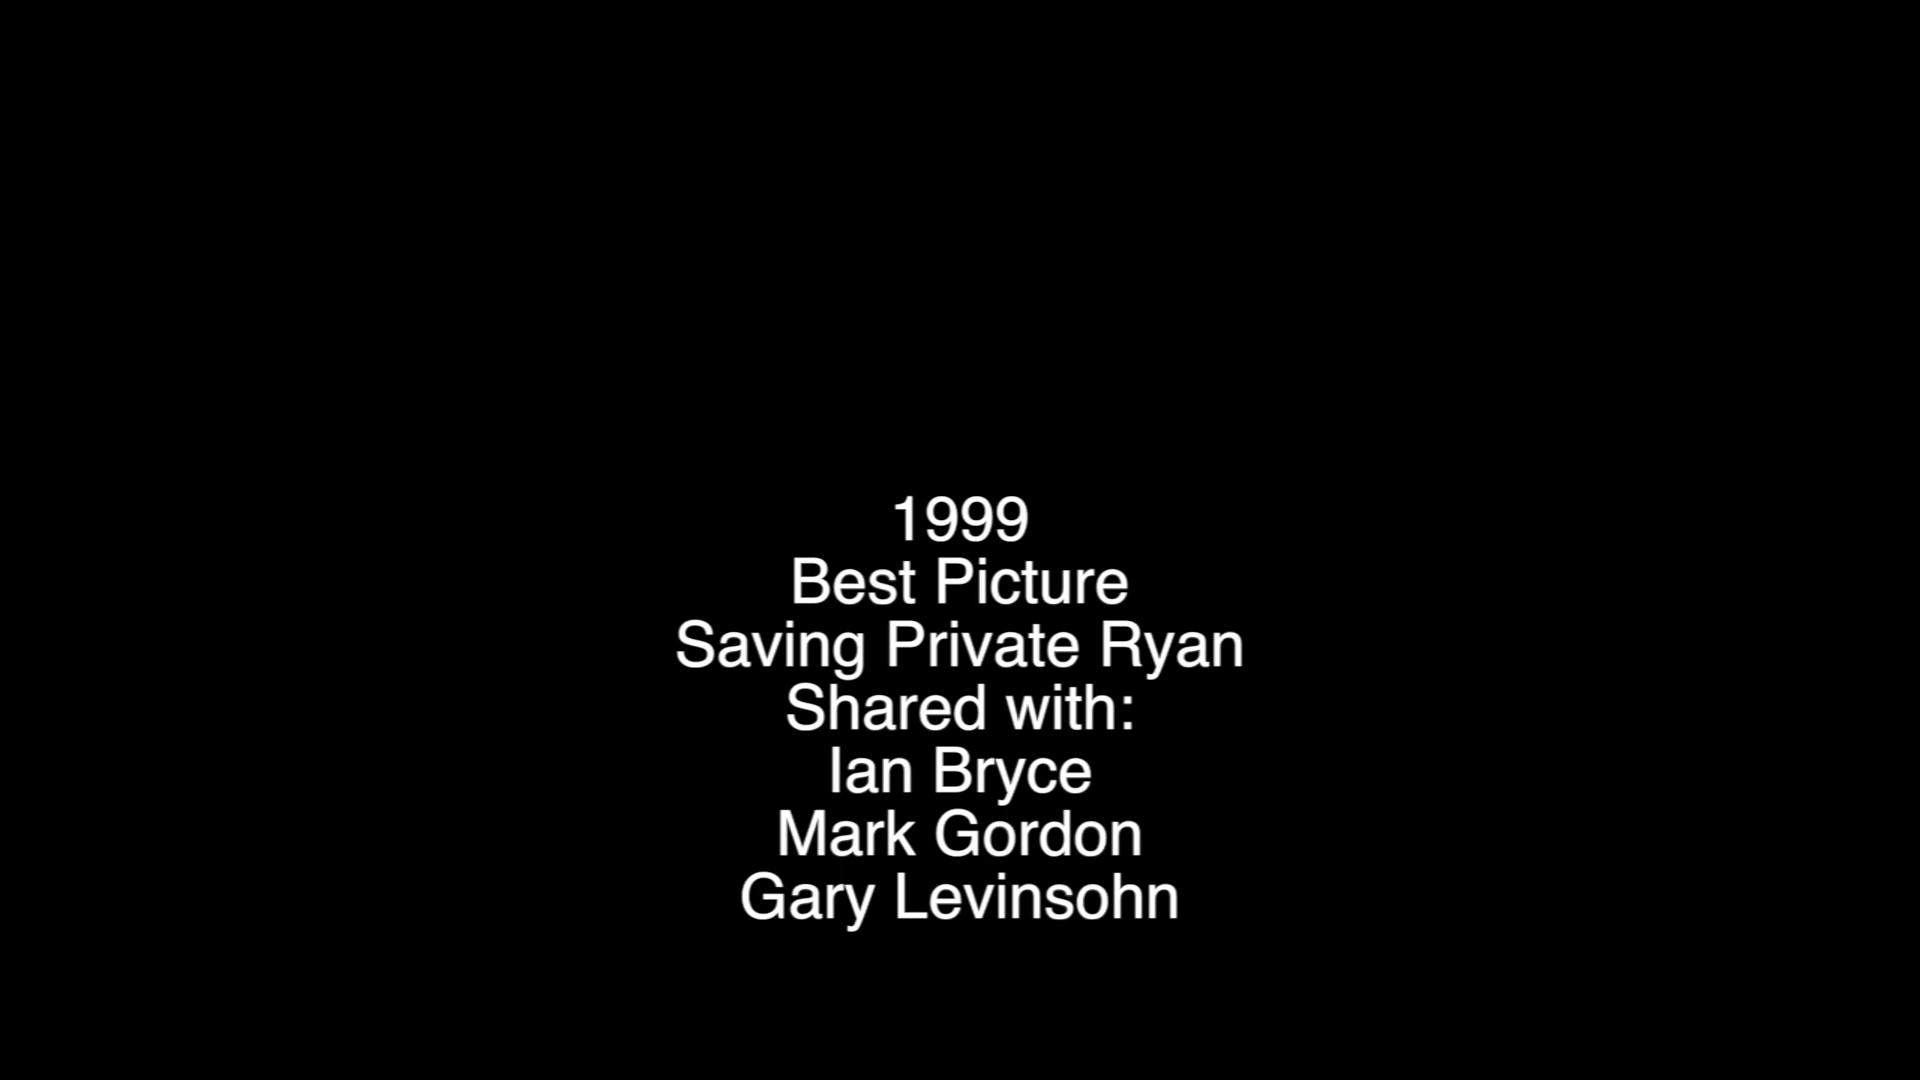 1999
Best Picture
Saving Private Ryan
Shared with:
Ian Bryce
Mark Gordon
Gary Levinsohn